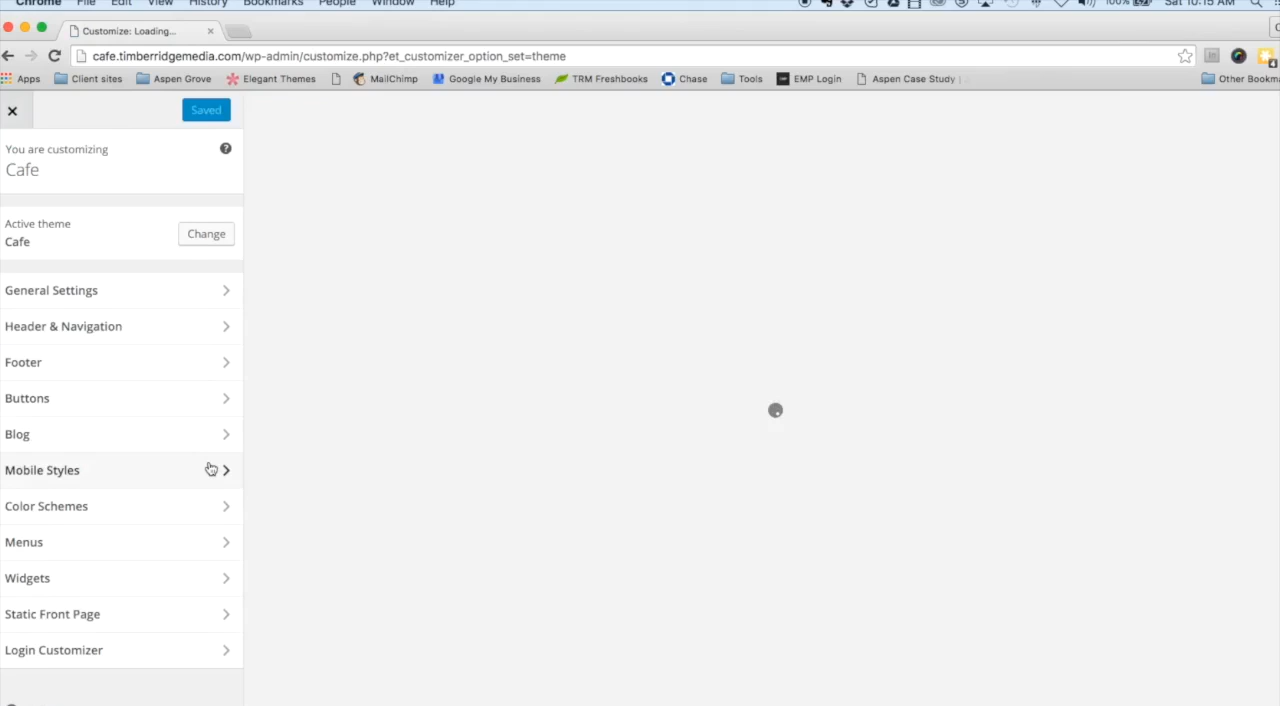 Chrome File Edit View History Bookmarks People Window Help 100% Sat 10:15 AM
Customize: Loading...
cafe.timberridgemedia.com/wp-admin/customize.php?et_customizer_option_set=theme
Apps Client sites Aspen Grove Elegant Themes MailChimp Google My Business TRM Freshbooks Chase Tools EMP Login Aspen Case Study | Other Bookma
Saved
You are customizing
Cafe
Active theme
Cafe
Change
General Settings
Header & Navigation
Footer
Buttons
Blog
Mobile Styles
Color Schemes
Menus
Widgets
Static Front Page
Login Customizer